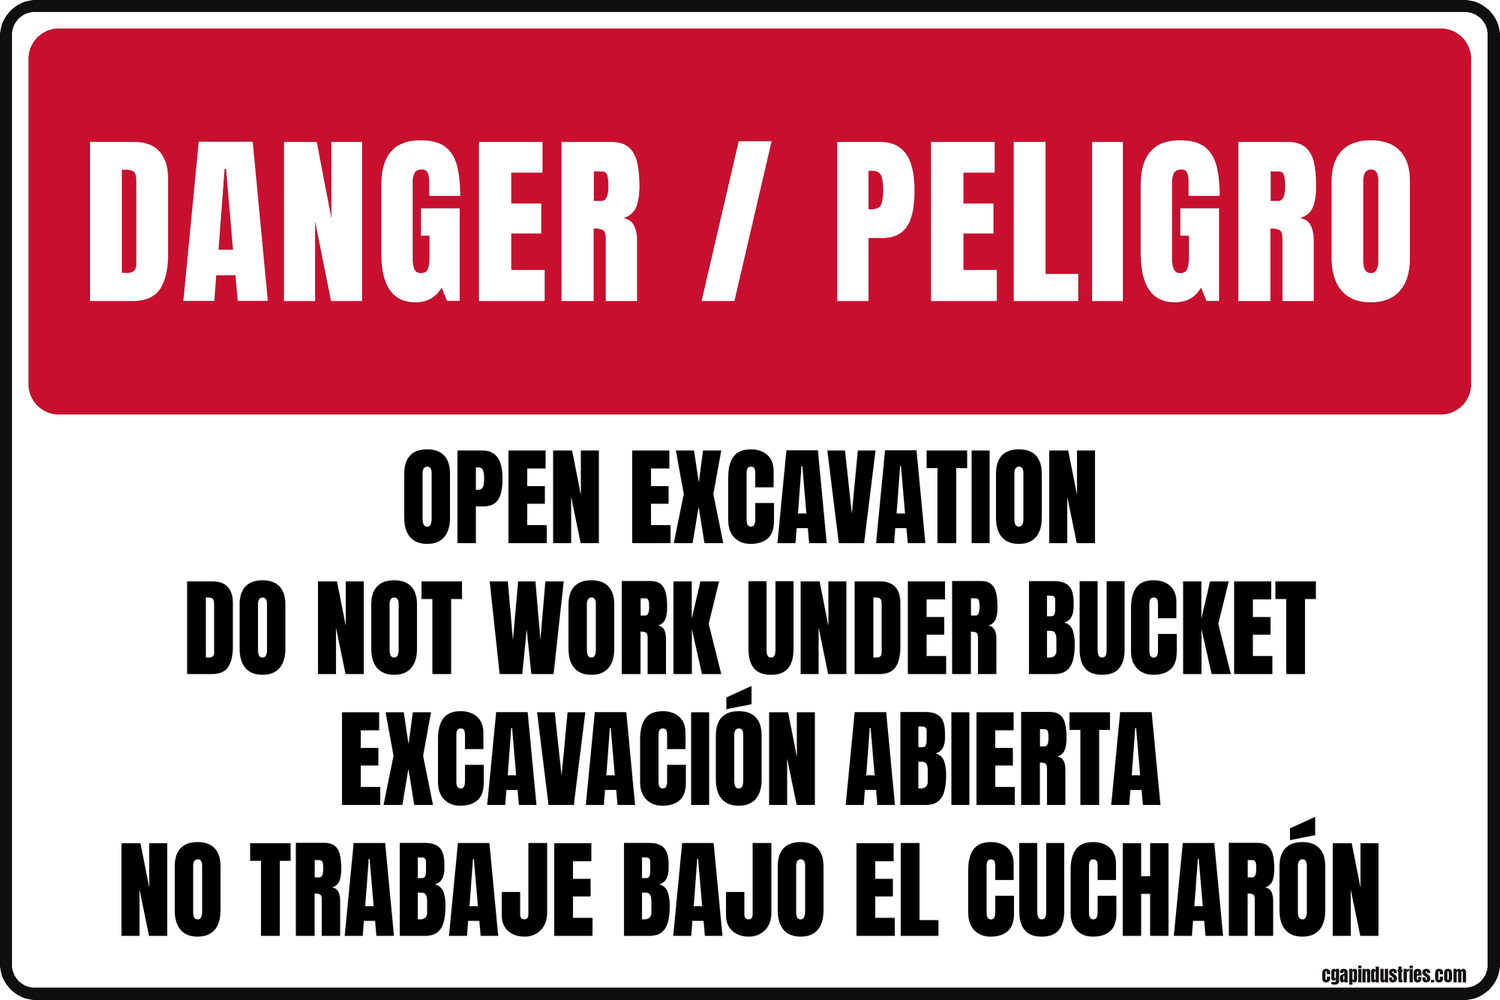 DANGER / PELIGRO
OPEN EXCAVATION
DO NOT WORK UNDER BUCKET
EXCAVACIÓN ABIERTA
NO TRABAJE BAJO EL CUCHARÓN
cgapindustries.com